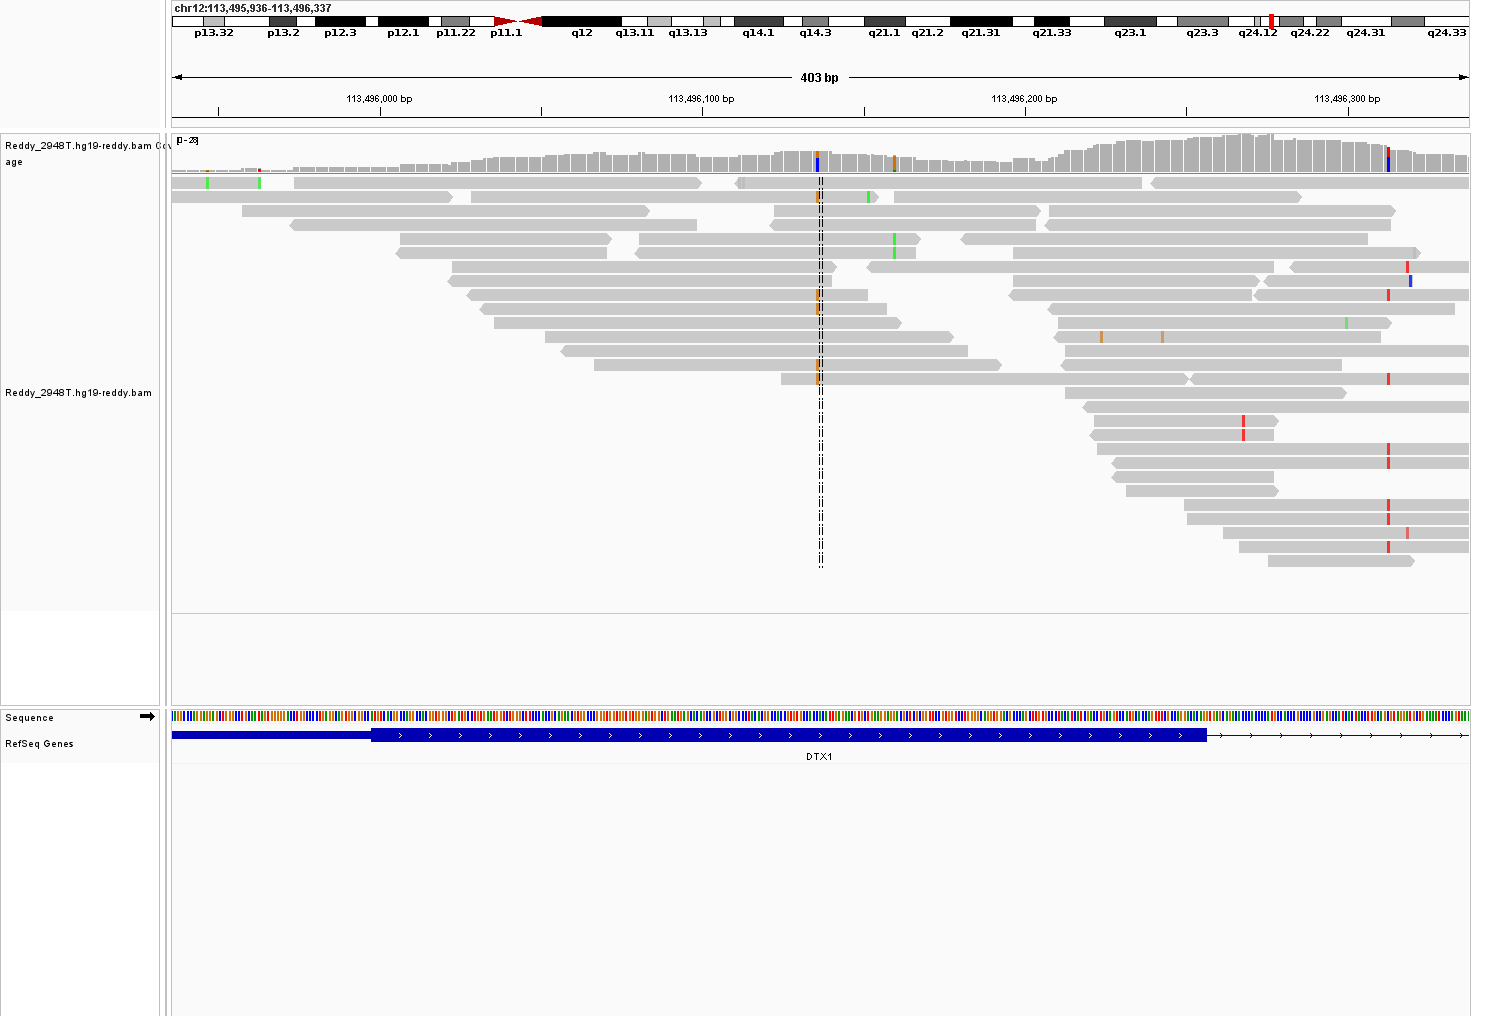 chr12:113,495,936-113,496,337
p13.32 p13.2 p12.3 p12.1 p11.22 p11.1 q12 q13.11 q13.13 q14.1 q14.3 q21.1 q21.2 q21.31 q21.33 q23.1 q23.3 q24.12 q24.22 q24.31 q24.33
403 bp
113,496,000 bp 113,496,100 bp 113,496,200 bp 113,496,300 bp
Reddy_2948T.hg19-reddy.bam Cov
age
Reddy_2948T.hg19-reddy.bam
Sequence
RefSeq Genes
DTX1